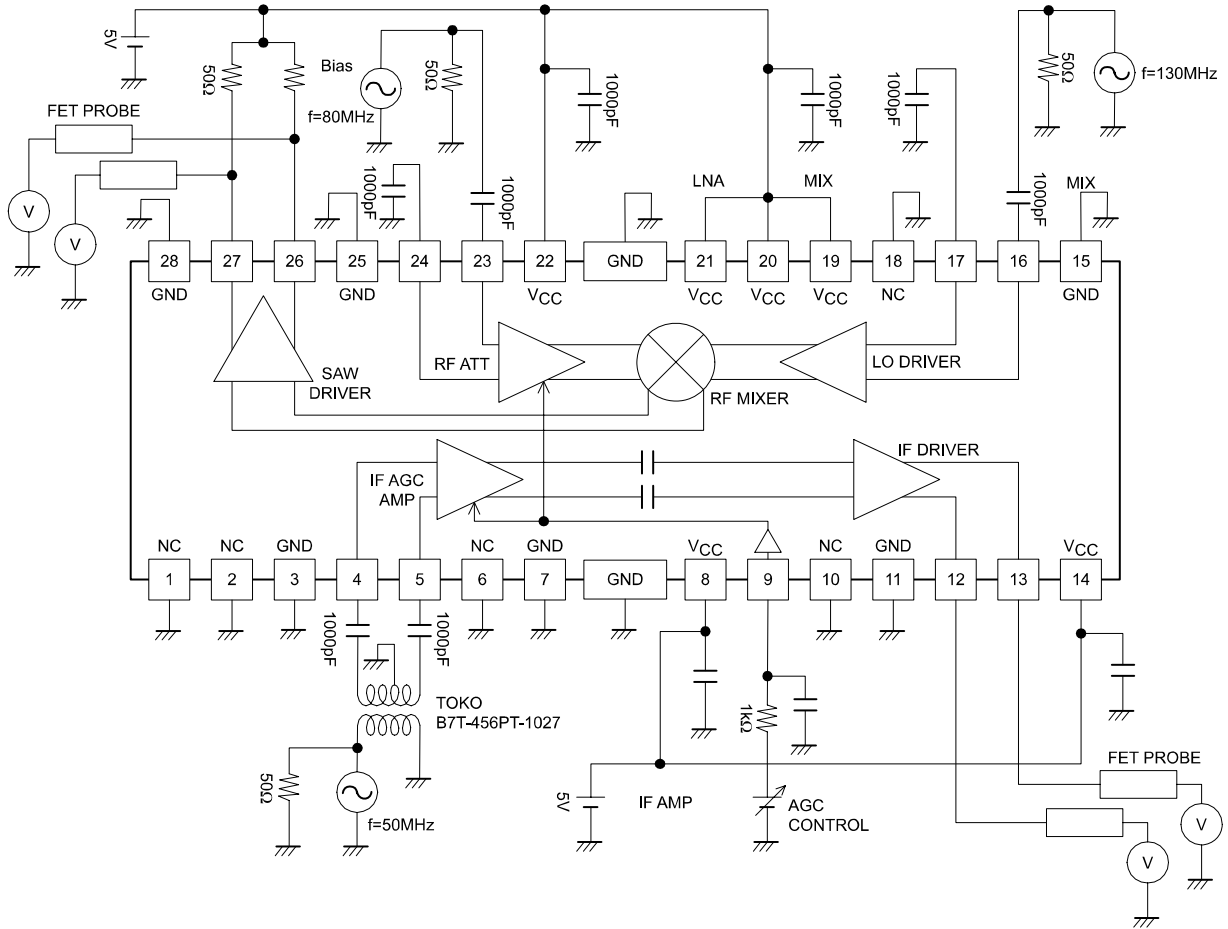 5V
50Ω
Bias
f=80MHz
50Ω
1000pF
1000pF
1000pF
50Ω
f=130MHz
FET PROBE
V
V
1000pF
1000pF
LNA
MIX
1000pF
MIX
28
27
26
25
24
23
22
GND
21
20
19
18
17
16
15
GND
GND
VCC
VCC
VCC
VCC
NC
GND
SAW
DRIVER
RF ATT
RF MIXER
LO DRIVER
IF AGC
AMP
IF DRIVER
NC
NC
GND
NC
GND
VCC
NC
GND
VCC
1
2
3
4
5
6
7
GND
8
9
10
11
12
13
14
1000pF
1000pF
TOKO
B7T-456PT-1027
1kΩ
50Ω
f=50MHz
5V
IF AMP
AGC
CONTROL
FET PROBE
V
V